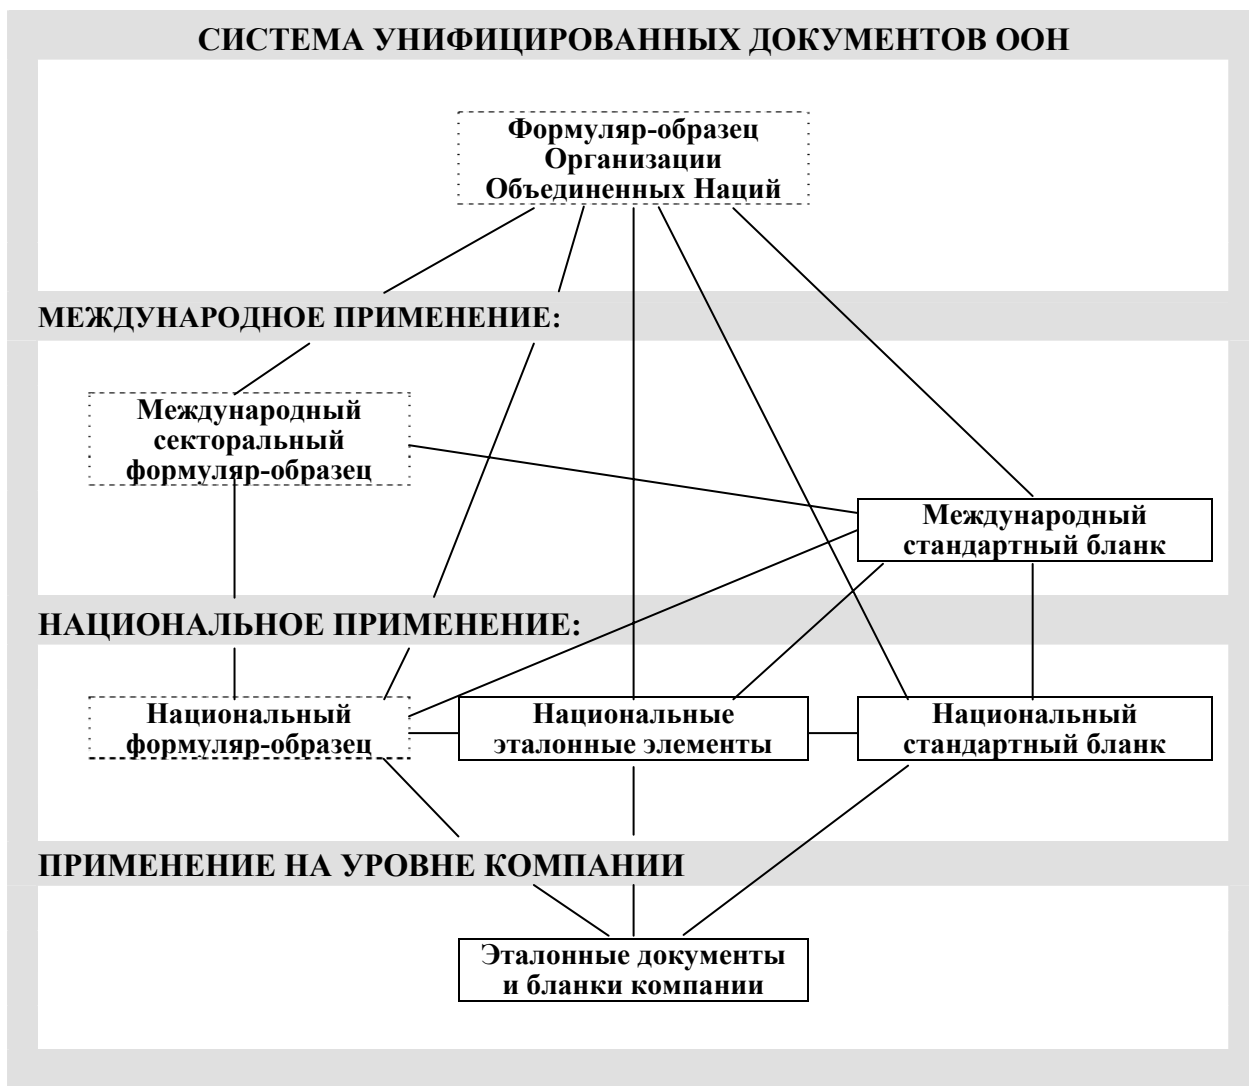 СИСТЕМА УНИФИЦИРОВАННЫХ ДОКУМЕНТОВ ООН
Формуляр-образец
Организации
Объединенных Наций
МЕЖДУНАРОДНОЕ ПРИМЕНЕНИЕ:
Международный
секторальный
формуляр-образец
Международный
стандартный бланк
НАЦИОНАЛЬНОЕ ПРИМЕНЕНИЕ:
Национальный
формуляр-образец
Национальные
эталонные элементы
Национальный
стандартный бланк
ПРИМЕНЕНИЕ НА УРОВНЕ КОМПАНИИ
Эталонные документы
и бланки компании